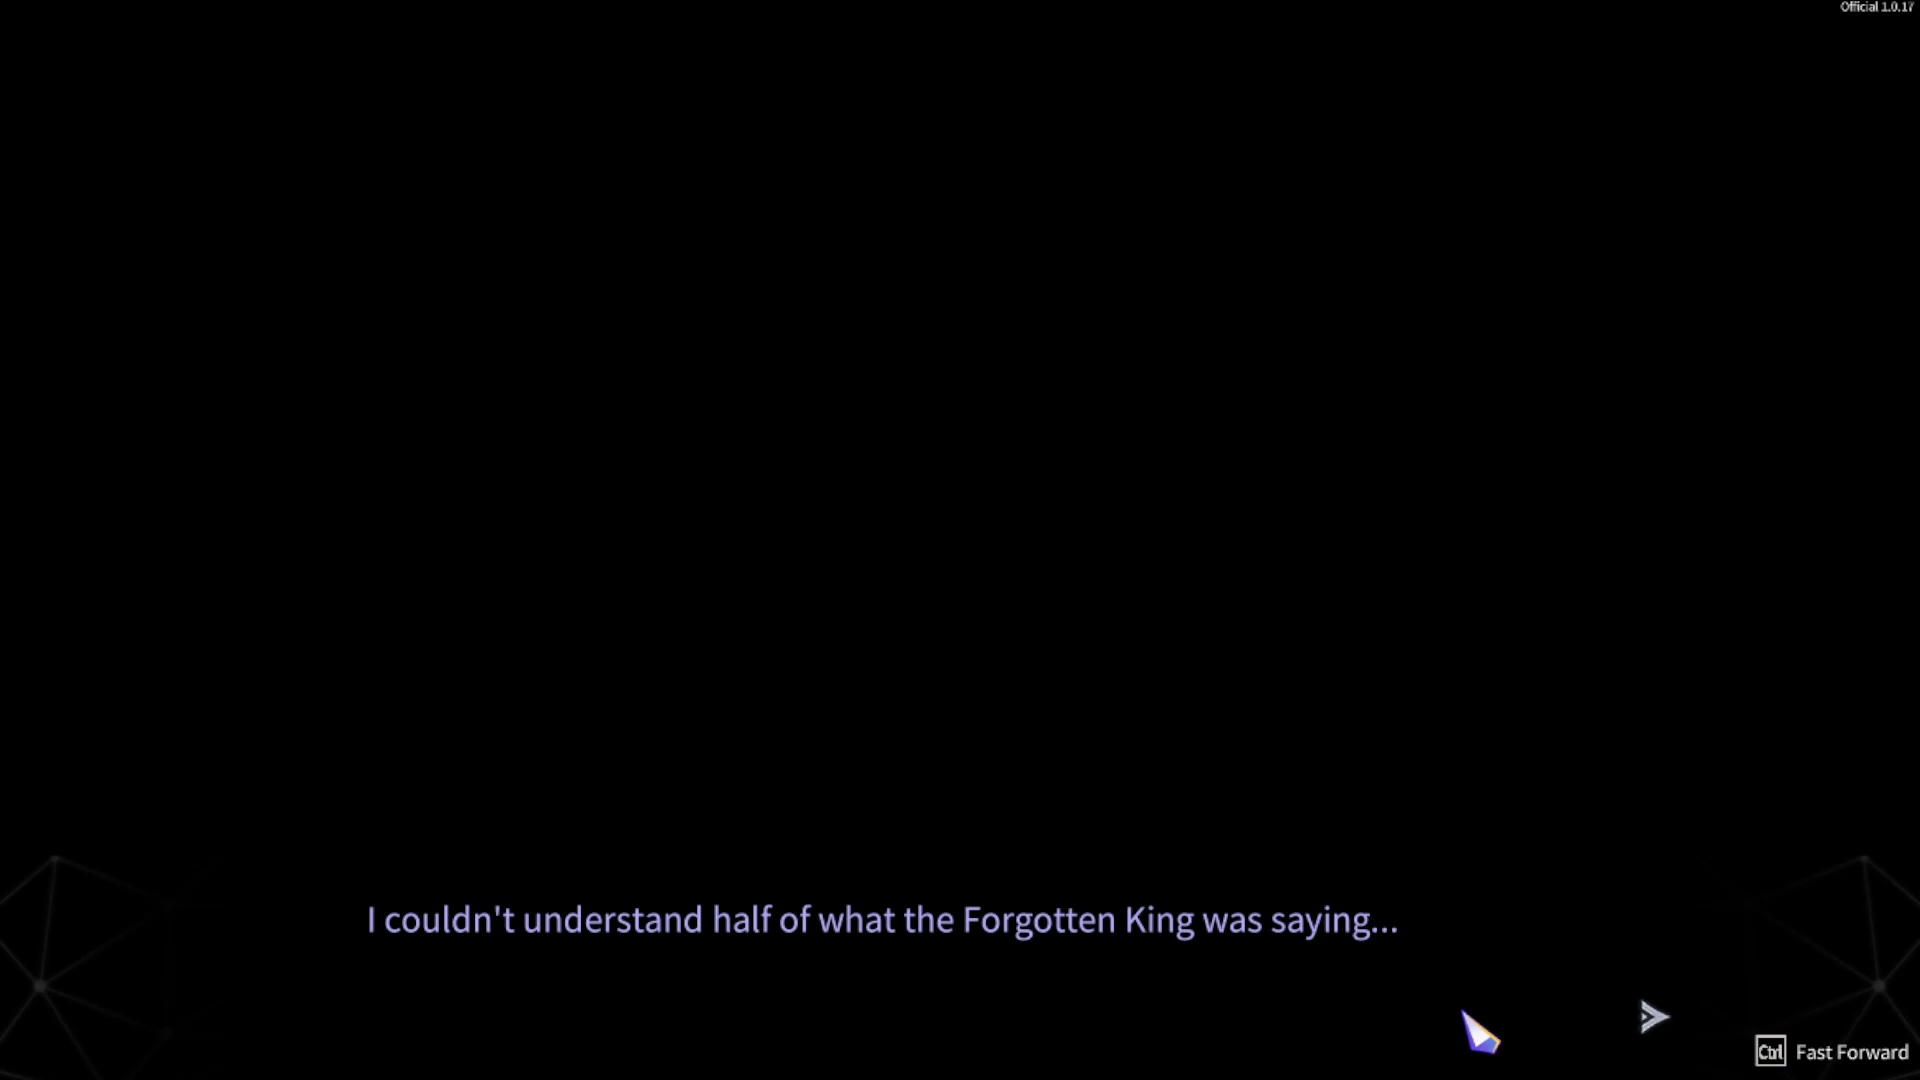 Official 1.0.17
I couldn't understand half of what the Forgotten King was saying...
Ctrl Fast Forward